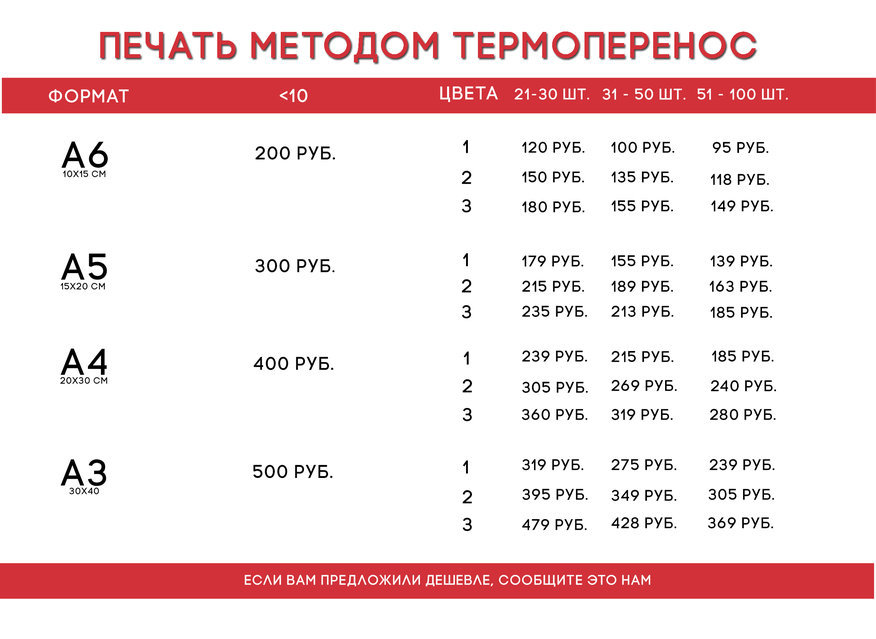 ПЕЧАТЬ МЕТОДОМ ТЕРМОПЕРЕНОС
ФОРМАТ <10 ЦВЕТА 21-30 ШТ. 31 - 50 ШТ. 51 - 100 ШТ.
А6 200 РУБ. 1 120 РУБ. 100 РУБ. 95 РУБ.
10Х15 СМ
2 150 РУБ. 135 РУБ. 118 РУБ.
3 180 РУБ. 155 РУБ. 149 РУБ.
А5 300 РУБ. 1 179 РУБ. 155 РУБ. 139 РУБ.
15Х20 СМ 2 215 РУБ. 189 РУБ. 163 РУБ.
3 235 РУБ. 213 РУБ. 185 РУБ.
А4 400 РУБ. 1 239 РУБ. 215 РУБ. 185 РУБ.
20Х30 СМ 2 305 РУБ. 269 РУБ. 240 РУБ.
3 360 РУБ. 319 РУБ. 280 РУБ.
А3 500 РУБ. 1 319 РУБ. 275 РУБ. 239 РУБ.
30Х40 2 395 РУБ. 349 РУБ. 305 РУБ.
3 479 РУБ. 428 РУБ. 369 РУБ.
ЕСЛИ ВАМ ПРЕДЛОЖИЛИ ДЕШЕВЛЕ, СООБЩИТЕ ЭТО НАМ